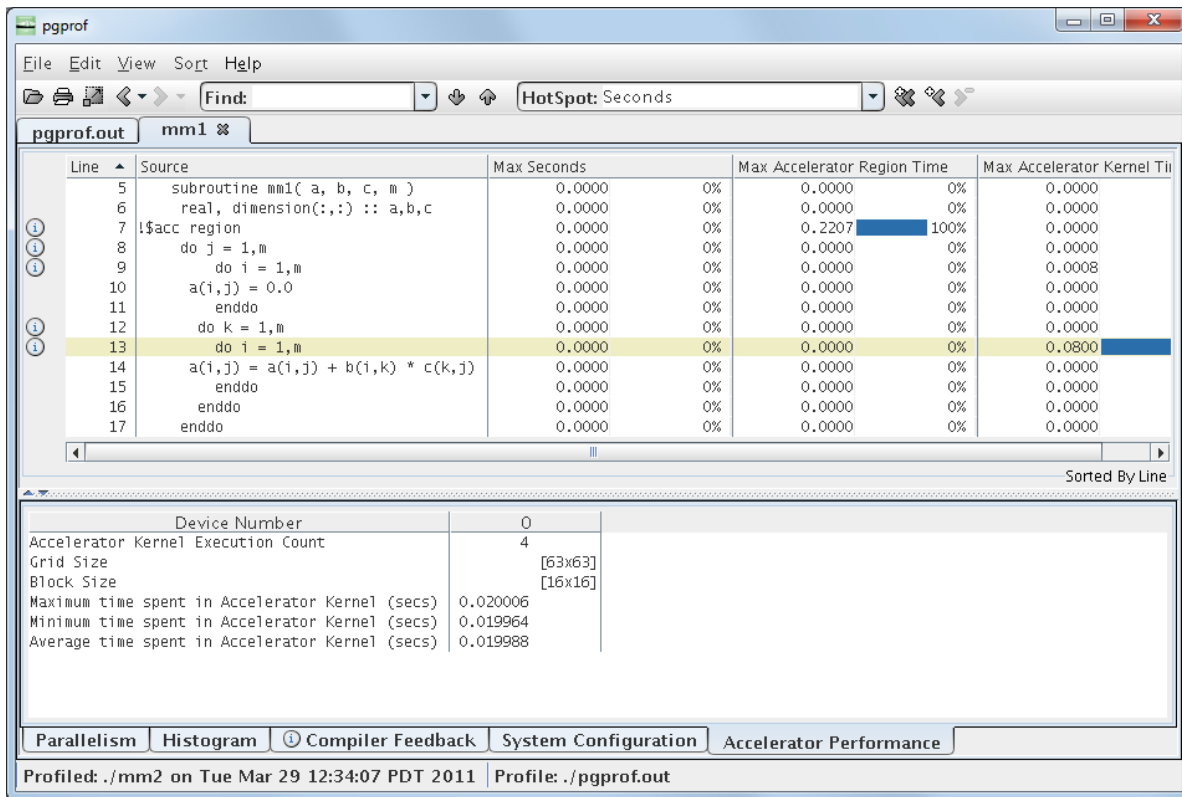 pgprof
File Edit View Sort Help
Find: HotSpot: Seconds
pgprof.out mm1
Line Source Max Seconds Max Accelerator Region Time Max Accelerator Kernel Ti
5 subroutine mm1( a, b, c, m ) 0.0000 0% 0.0000 0% 0.0000
6 real, dimension(:,:) :: a,b,c 0.0000 0% 0.0000 0% 0.0000
7 !$acc region 0.0000 0% 0.2207 100% 0.0000
8 do j = 1,m 0.0000 0% 0.0000 0% 0.0000
9 do i = 1,m 0.0000 0% 0.0000 0% 0.0008
10 a(i,j) = 0.0 0.0000 0% 0.0000 0% 0.0000
11 enddo 0.0000 0% 0.0000 0% 0.0000
12 do k = 1,m 0.0000 0% 0.0000 0% 0.0000
13 do i = 1,m 0.0000 0% 0.0000 0% 0.0800
14 a(i,j) = a(i,j) + b(i,k) * c(k,j) 0.0000 0% 0.0000 0% 0.0000
15 enddo 0.0000 0% 0.0000 0% 0.0000
16 enddo 0.0000 0% 0.0000 0% 0.0000
17 enddo 0.0000 0% 0.0000 0% 0.0000
Sorted By Line
Device Number 0
Accelerator Kernel Execution Count 4
Grid Size [63x63]
Block Size [16x16]
Maximum time spent in Accelerator Kernel (secs) 0.020006
Minimum time spent in Accelerator Kernel (secs) 0.019964
Average time spent in Accelerator Kernel (secs) 0.019988
Parallelism Histogram Compiler Feedback System Configuration Accelerator Performance
Profiled: ./mm2 on Tue Mar 29 12:34:07 PDT 2011 Profile: ./pgprof.out